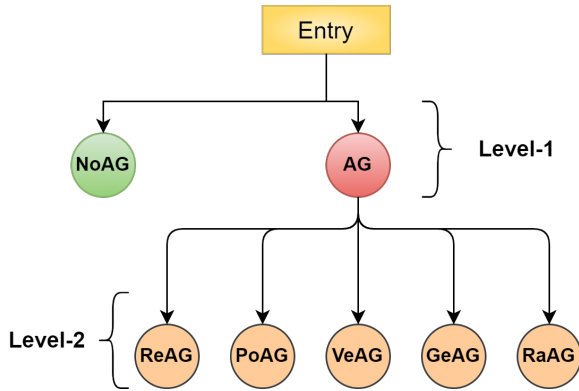 Entry
NoAG
AG
Level-1
Level-2
ReAG
PoAG
VeAG
GeAG
RaAG